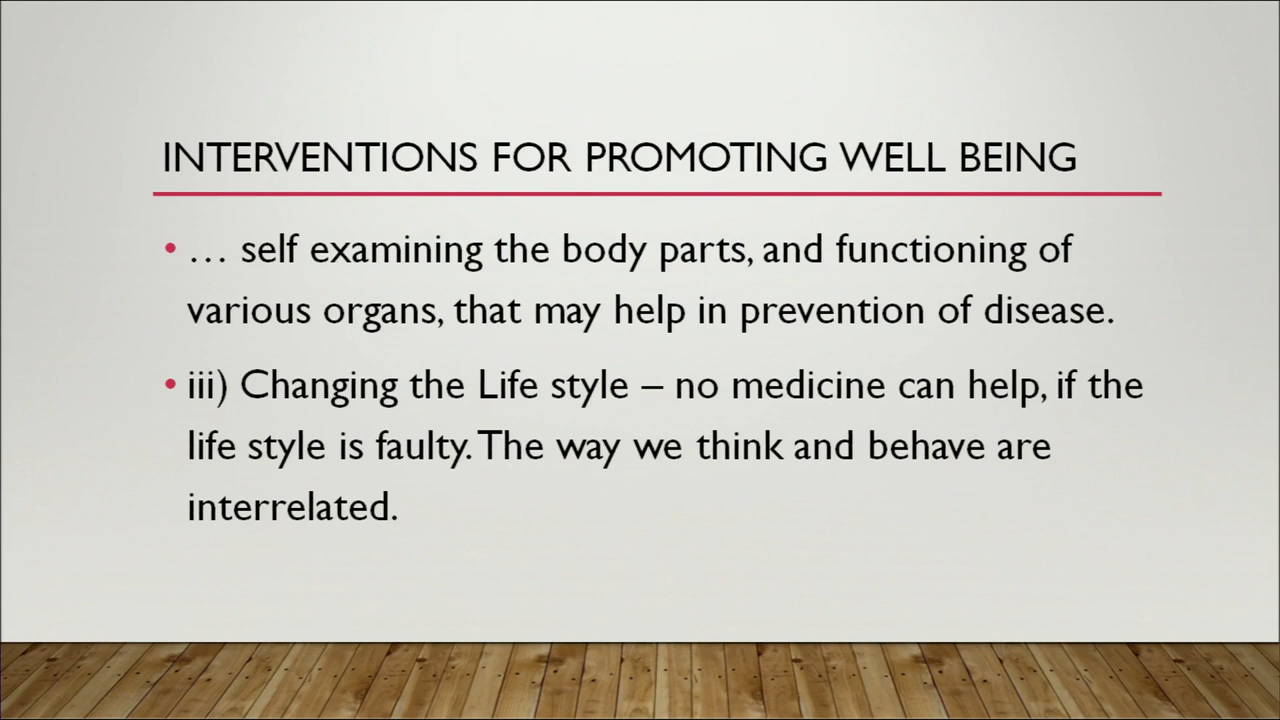 INTERVENTIONS FOR PROMOTING WELL BEING
• … self examining the body parts, and functioning of
various organs, that may help in prevention of disease.
• iii) Changing the Life style – no medicine can help, if the
life style is faulty. The way we think and behave are
interrelated.